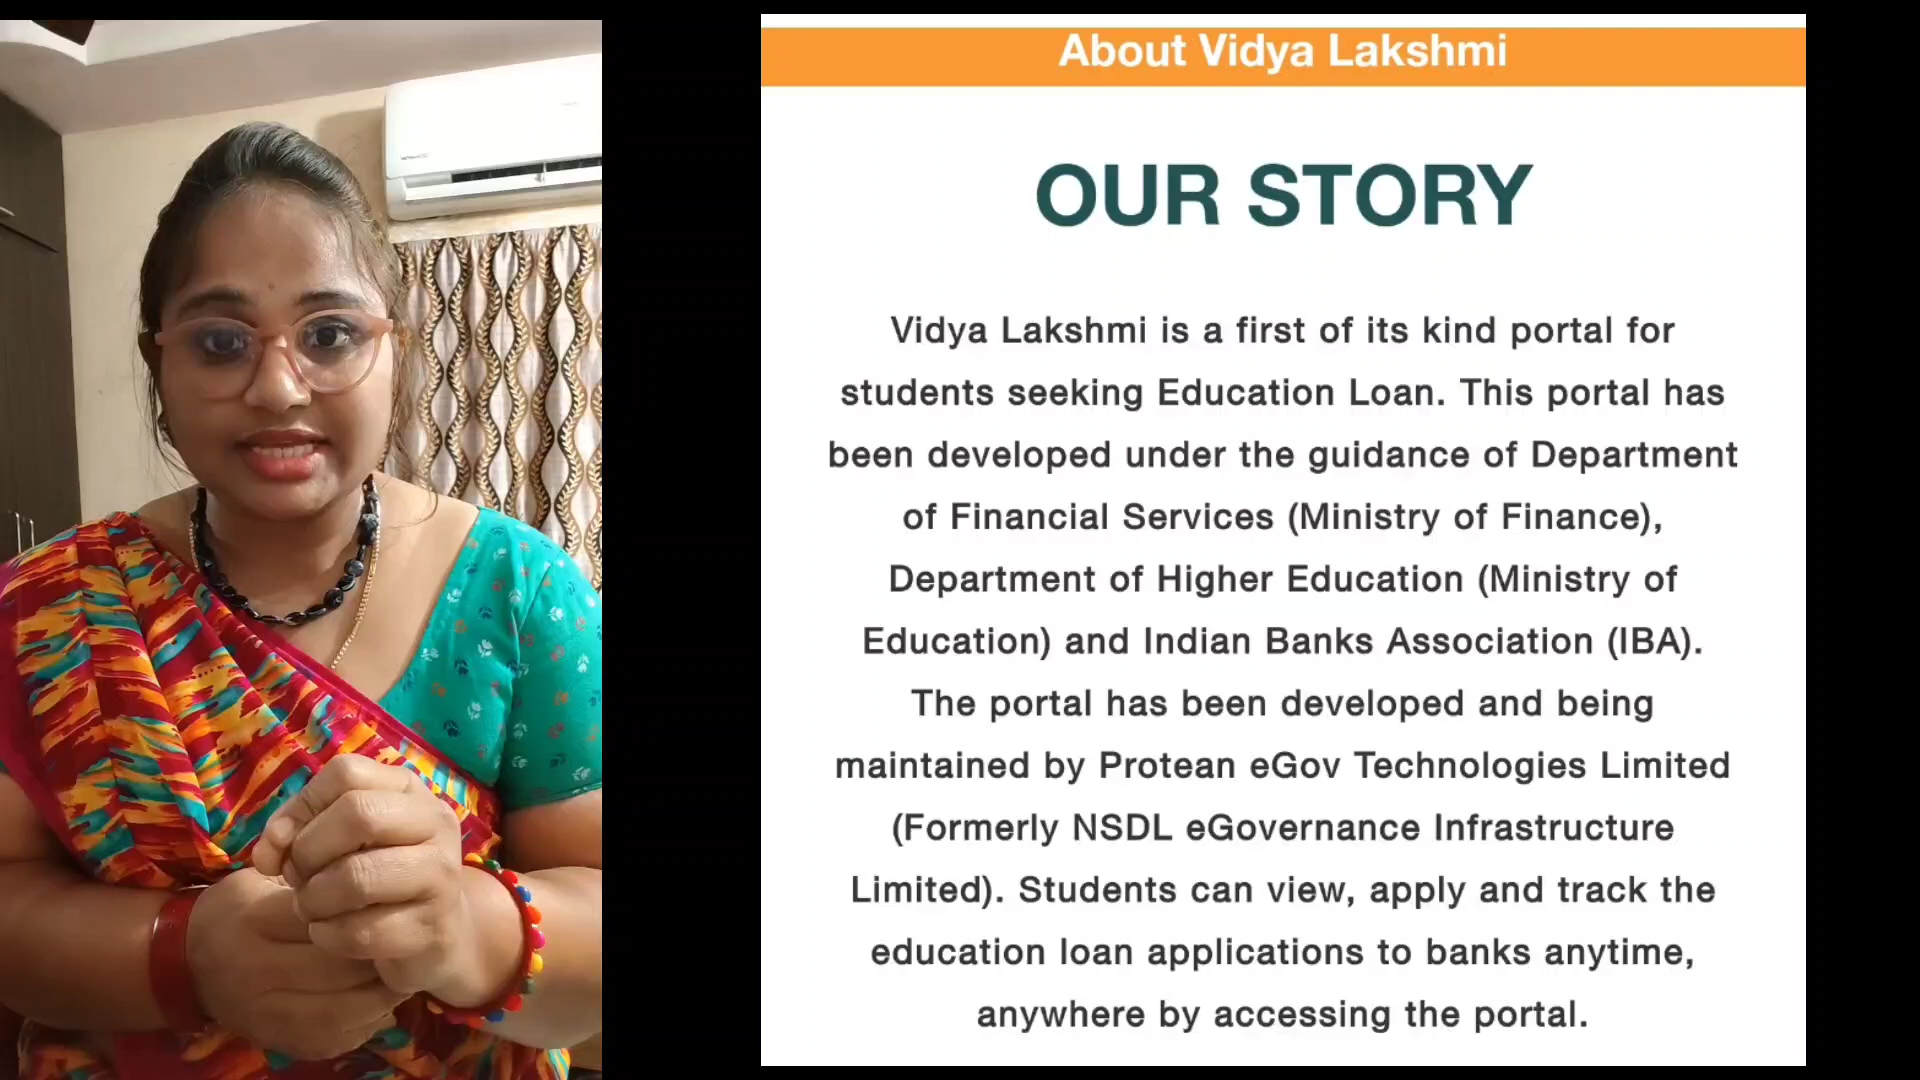 About Vidya Lakshmi
OUR STORY
Vidya Lakshmi is a first of its kind portal for
students seeking Education Loan. This portal has
been developed under the guidance of Department
of Financial Services (Ministry of Finance),
Department of Higher Education (Ministry of
Education) and Indian Banks Association (IBA).
The portal has been developed and being
maintained by Protean eGov Technologies Limited
(Formerly NSDL eGovernance Infrastructure
Limited). Students can view, apply and track the
education loan applications to banks anytime,
anywhere by accessing the portal.